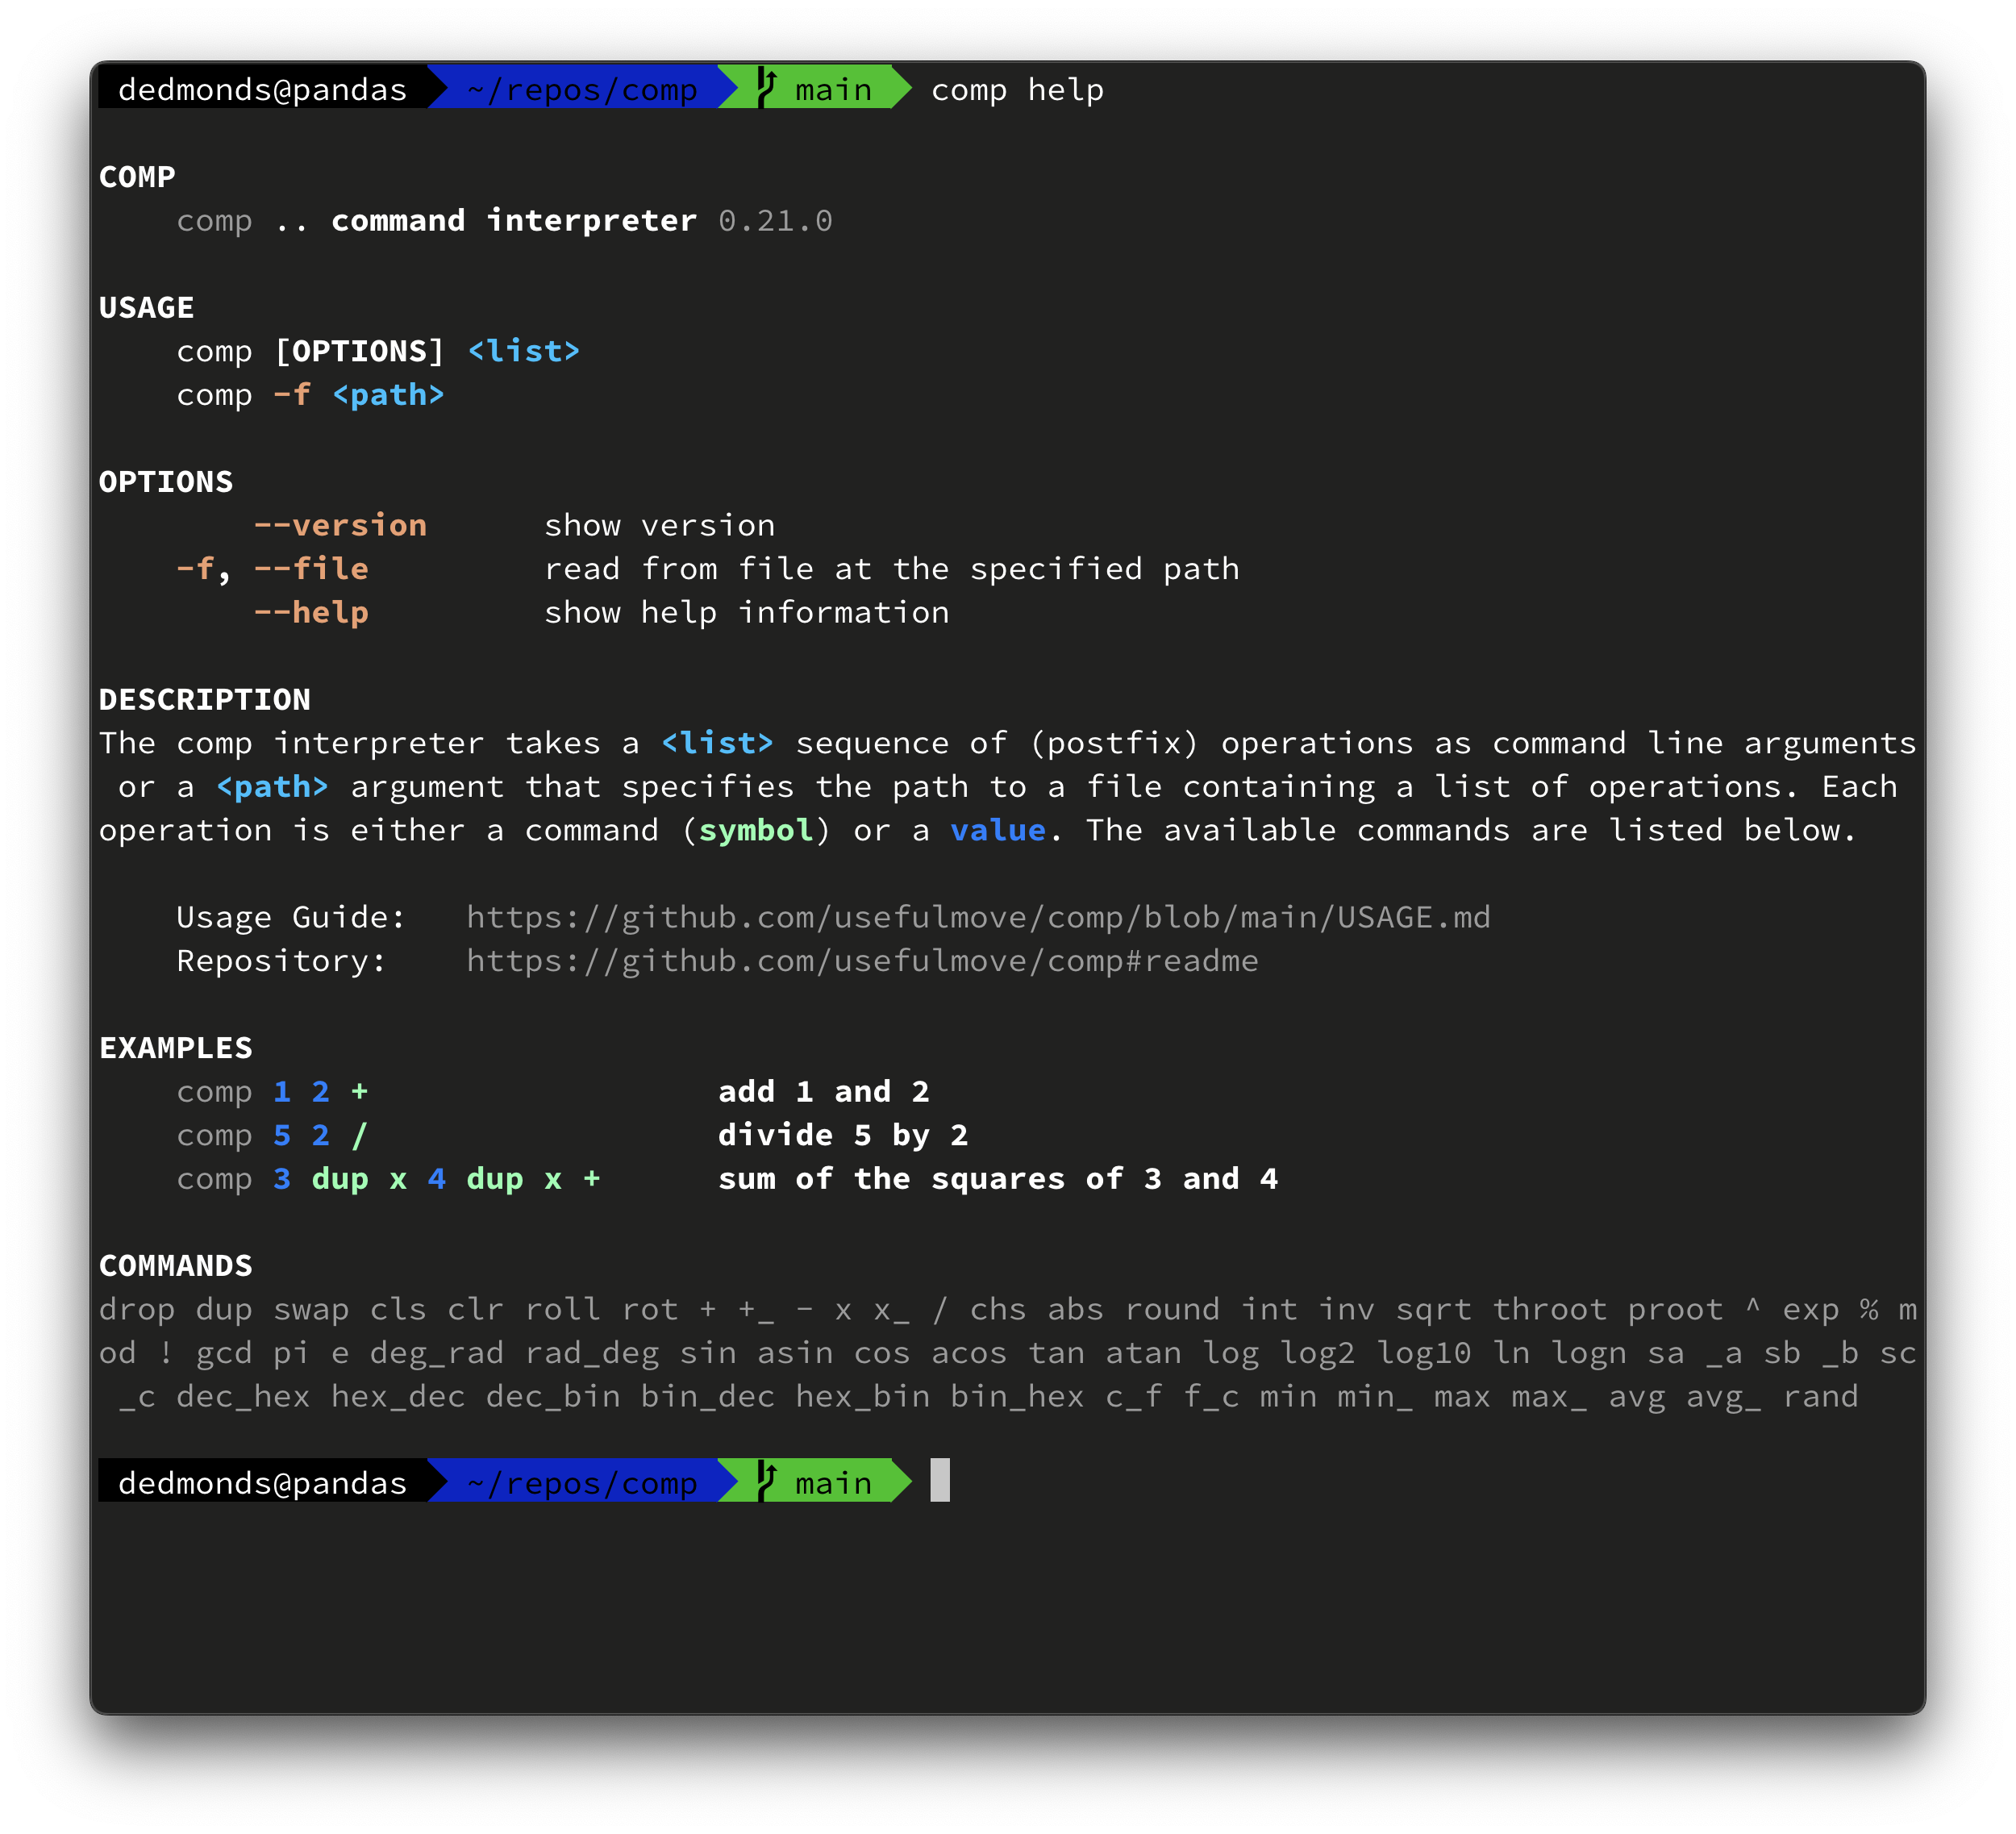 dedmonds@pandas ~/repos/comp main comp help
COMP
comp .. command interpreter 0.21.0
USAGE
comp [OPTIONS] <list>
comp -f <path>
OPTIONS
--version show version
-f, --file read from file at the specified path
--help show help information
DESCRIPTION
The comp interpreter takes a <list> sequence of (postfix) operations as command line arguments
or a <path> argument that specifies the path to a file containing a list of operations. Each
operation is either a command (symbol) or a value. The available commands are listed below.
Usage Guide: https://github.com/usefulmove/comp/blob/main/USAGE.md
Repository: https://github.com/usefulmove/comp#readme
EXAMPLES
comp 1 2 + add 1 and 2
comp 5 2 / divide 5 by 2
comp 3 dup x 4 dup x + sum of the squares of 3 and 4
COMMANDS
drop dup swap cls clr roll rot + +_ - x x_ / chs abs round int inv sqrt throot proot ^ exp % m
od ! gcd pi e deg_rad rad_deg sin asin cos acos tan atan log log2 log10 ln logn sa _a sb _b sc
_c dec_hex hex_dec dec_bin bin_dec hex_bin bin_hex c_f f_c min min_ max max_ avg avg_ rand
dedmonds@pandas ~/repos/comp main